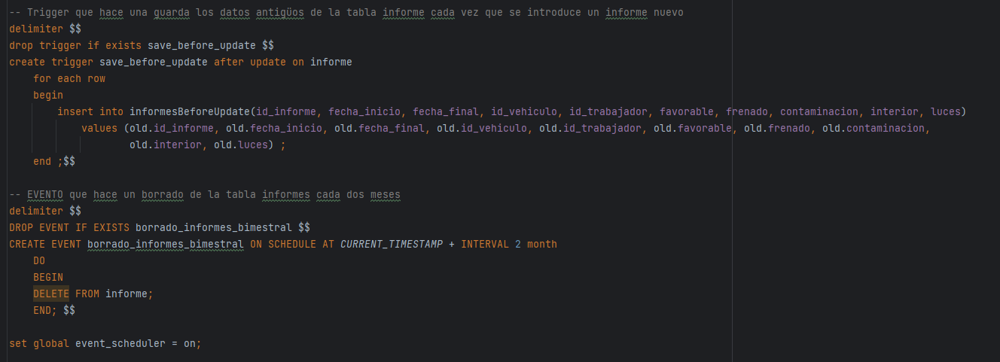 -- Trigger que hace una guarda los datos antigüos de la tabla informe cada vez que se introduce un informe nuevo
delimiter $$
drop trigger if exists save_before_update $$
create trigger save_before_update after update on informe
for each row
begin
insert into informesBeforeUpdate(id_informe, fecha_inicio, fecha_final, id_vehiculo, id_trabajador, favorable, frenado, contaminacion, interior, luces)
values (old.id_informe, old.fecha_inicio, old.fecha_final, old.id_vehiculo, old.id_trabajador, old.favorable, old.frenado, old.contaminacion,
old.interior, old.luces) ;
end ;$$
-- EVENTO que hace un borrado de la tabla informes cada dos meses
delimiter $$
DROP EVENT IF EXISTS borrado_informes_bimestral $$
CREATE EVENT borrado_informes_bimestral ON SCHEDULE AT CURRENT_TIMESTAMP + INTERVAL 2 month
DO
BEGIN
DELETE FROM informe;
END; $$
set global event_scheduler = on;